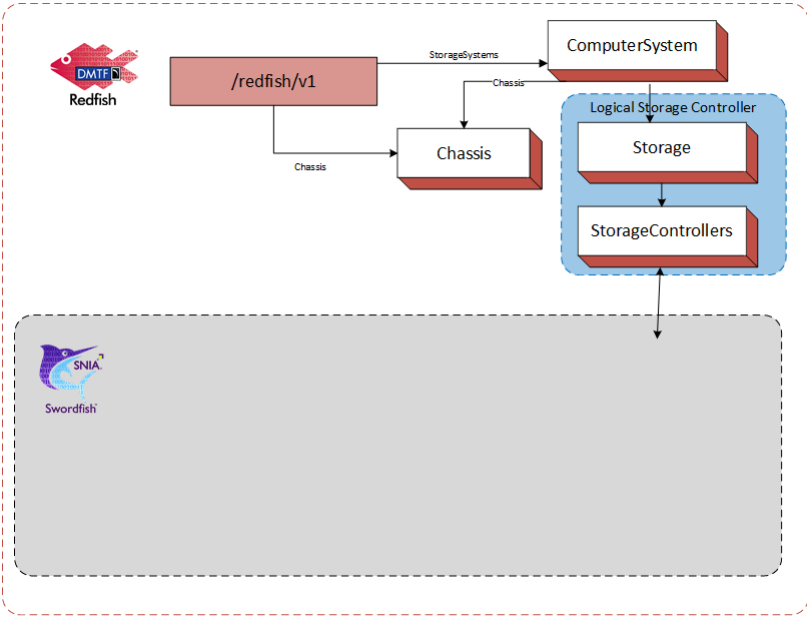 DMTF
Redfish
/redfish/v1
StorageSystems
ComputerSystem
Chassis
Chassis
Chassis
Logical Storage Controller
Storage
StorageControllers
SNIA
Swordfish